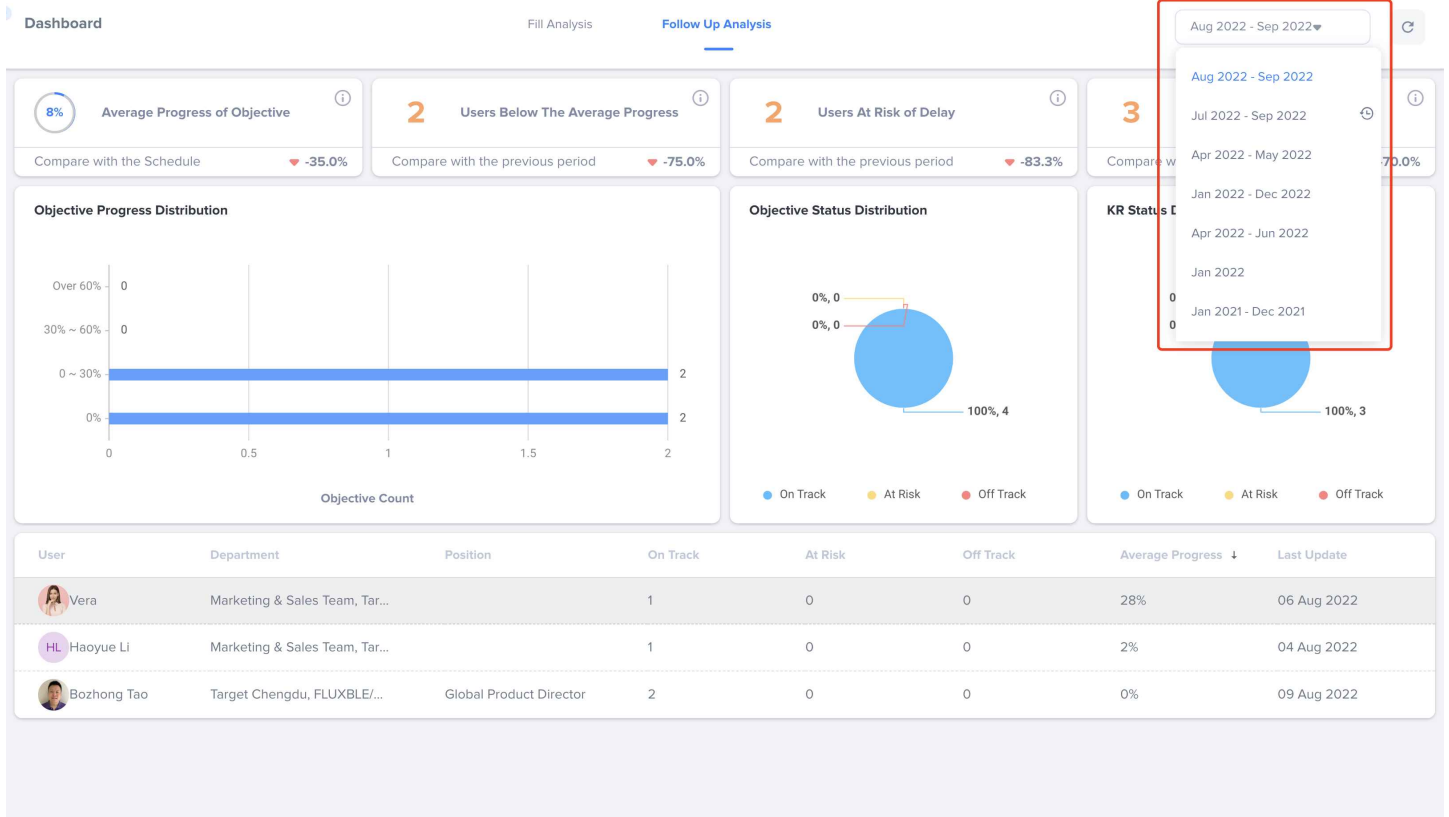 Dashboard
Fill Analysis
Follow Up Analysis
Aug 2022 - Sep 2022
Aug 2022 - Sep 2022
Jul 2022 - Sep 2022
Apr 2022 - May 2022
Jan 2022 - Dec 2022
Apr 2022 - Jun 2022
Jan 2022
Jan 2021 - Dec 2021
8% Average Progress of Objective
Compare with the Schedule -35.0%
2 Users Below The Average Progress
Compare with the previous period -75.0%
2 Users At Risk of Delay
Compare with the previous period -83.3%
3
Compare
70.0%
Objective Progress Distribution
Over 60% 0
30% ~ 60% 0
0 ~ 30% 2
0% 2
0 0.5 1 1.5 2
Objective Count
Objective Status Distribution
0%, 0
0%, 0
100%, 4
On Track At Risk Off Track
KR Status
100%, 3
On Track At Risk Off Track
User Department Position On Track At Risk Off Track Average Progress ↓ Last Update
Vera Marketing & Sales Team, Tar... 1 0 0 28% 06 Aug 2022
HL Haoyue Li Marketing & Sales Team, Tar... 1 0 0 2% 04 Aug 2022
Bozhong Tao Target Chengdu, FLUXBLE/... Global Product Director 2 0 0 0% 09 Aug 2022